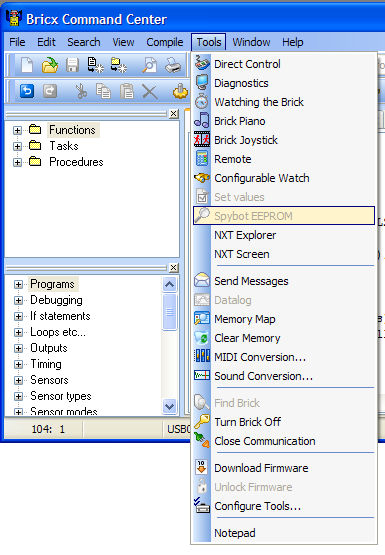 Bricx Command Center
File Edit Search View Compile Tools Window Help
Direct Control
Diagnostics
Watching the Brick
Brick Piano
Brick Joystick
Remote
Configurable Watch
Set values
Spybot EEPROM
NXT Explorer
NXT Screen
Send Messages
Datalog
Memory Map
Clear Memory
MIDI Conversion...
Sound Conversion...
Find Brick
Turn Brick Off
Close Communication
Download Firmware
Unlock Firmware
Configure Tools...
Notepad
Functions
Tasks
Procedures
Programs
Debugging
If statements
Loops etc...
Outputs
Timing
Sensors
Sensor types
Sensor modes
104: 1